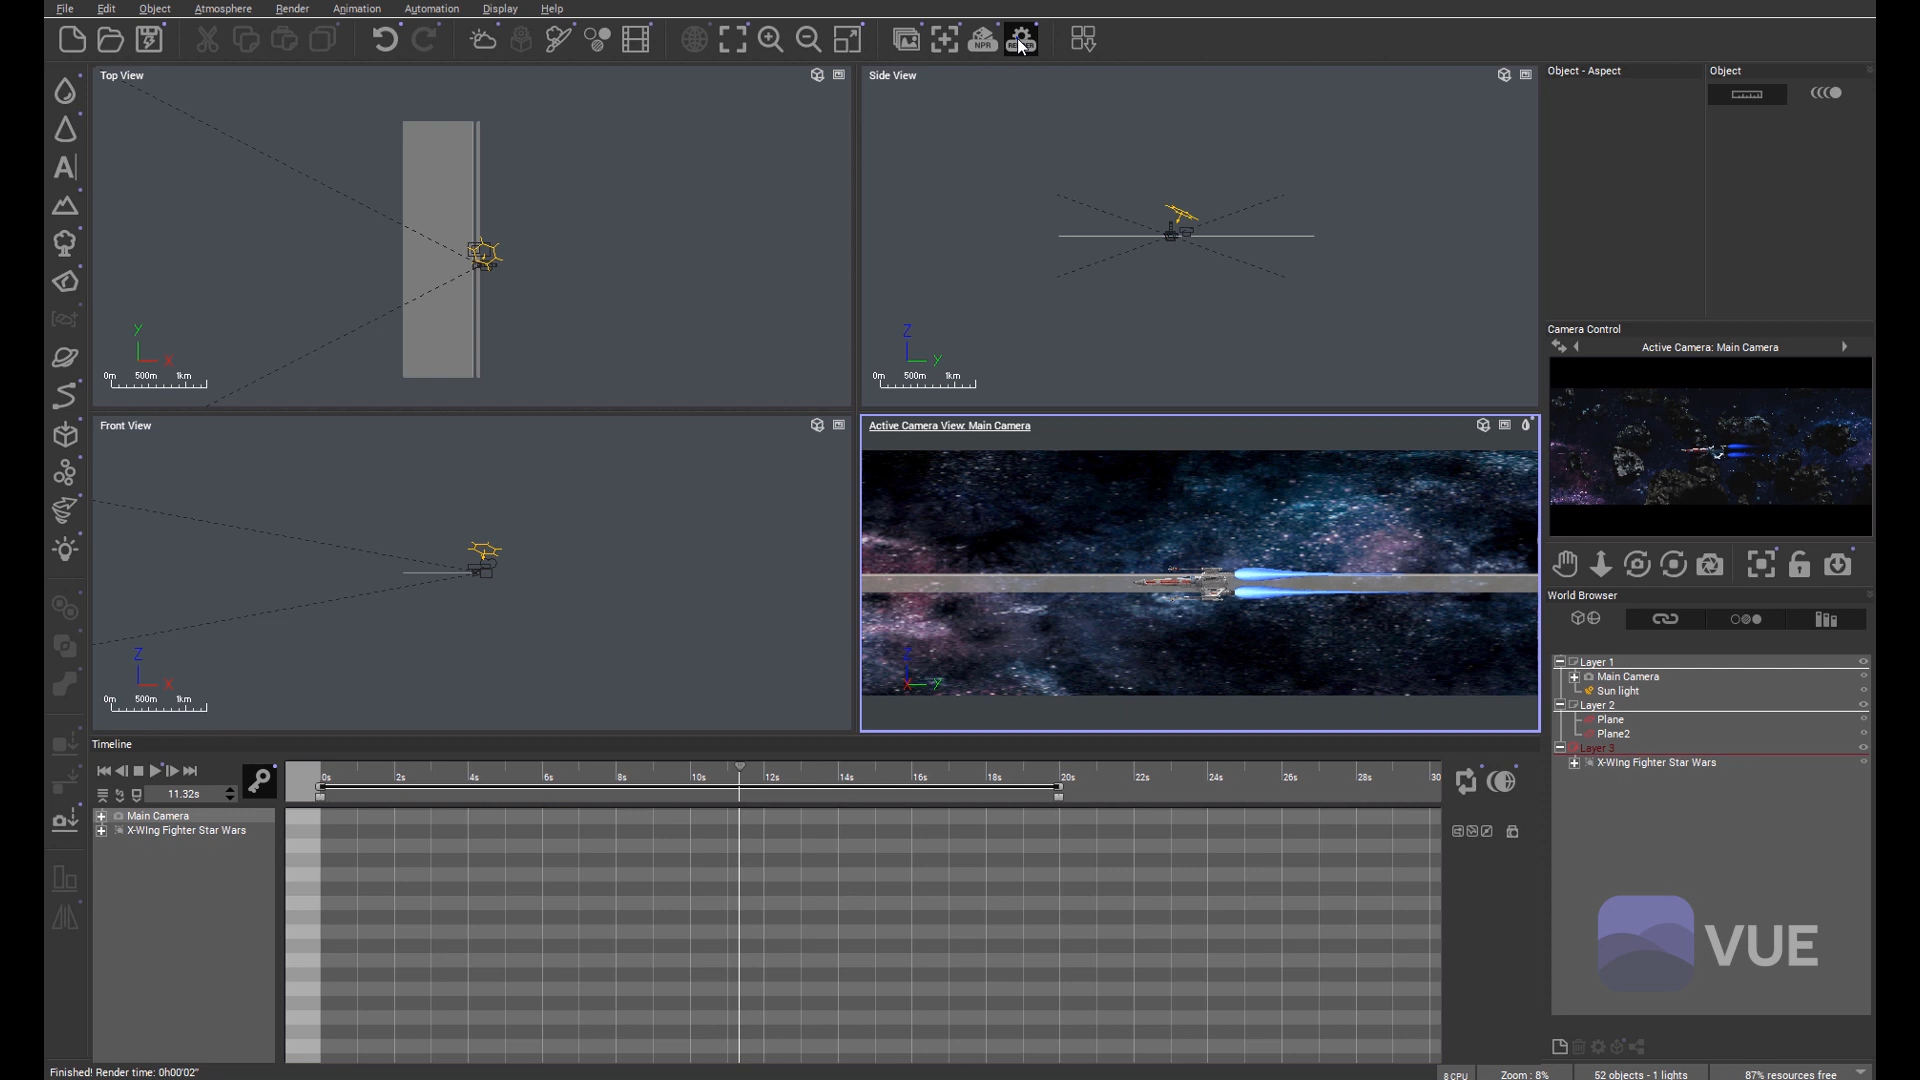 File Edit Object Atmosphere Render Animation Automation Display Help
NPR
RENDER
Top View
Side View
Object - Aspect
Object
Y
X
0m 500m 1km
Z
Y
0m 500m 1km
Camera Control
Active Camera: Main Camera
Front View
Active Camera View: Main Camera
Z
X
0m 500m 1km
Z
X
Y
World Browser
Layer 1
Main Camera
Sun light
Layer 2
Plane
Plane2
Layer 3
X-WIng Fighter Star Wars
Timeline
0s 2s 4s 6s 8s 10s 12s 14s 16s 18s 20s 22s 24s 26s 28s 30
11.32s
Main Camera
X-WIng Fighter Star Wars
VUE
Finished! Render time: 0h00'02"
8 CPU
Zoom : 8%
52 objects - 1 lights
87% resources free